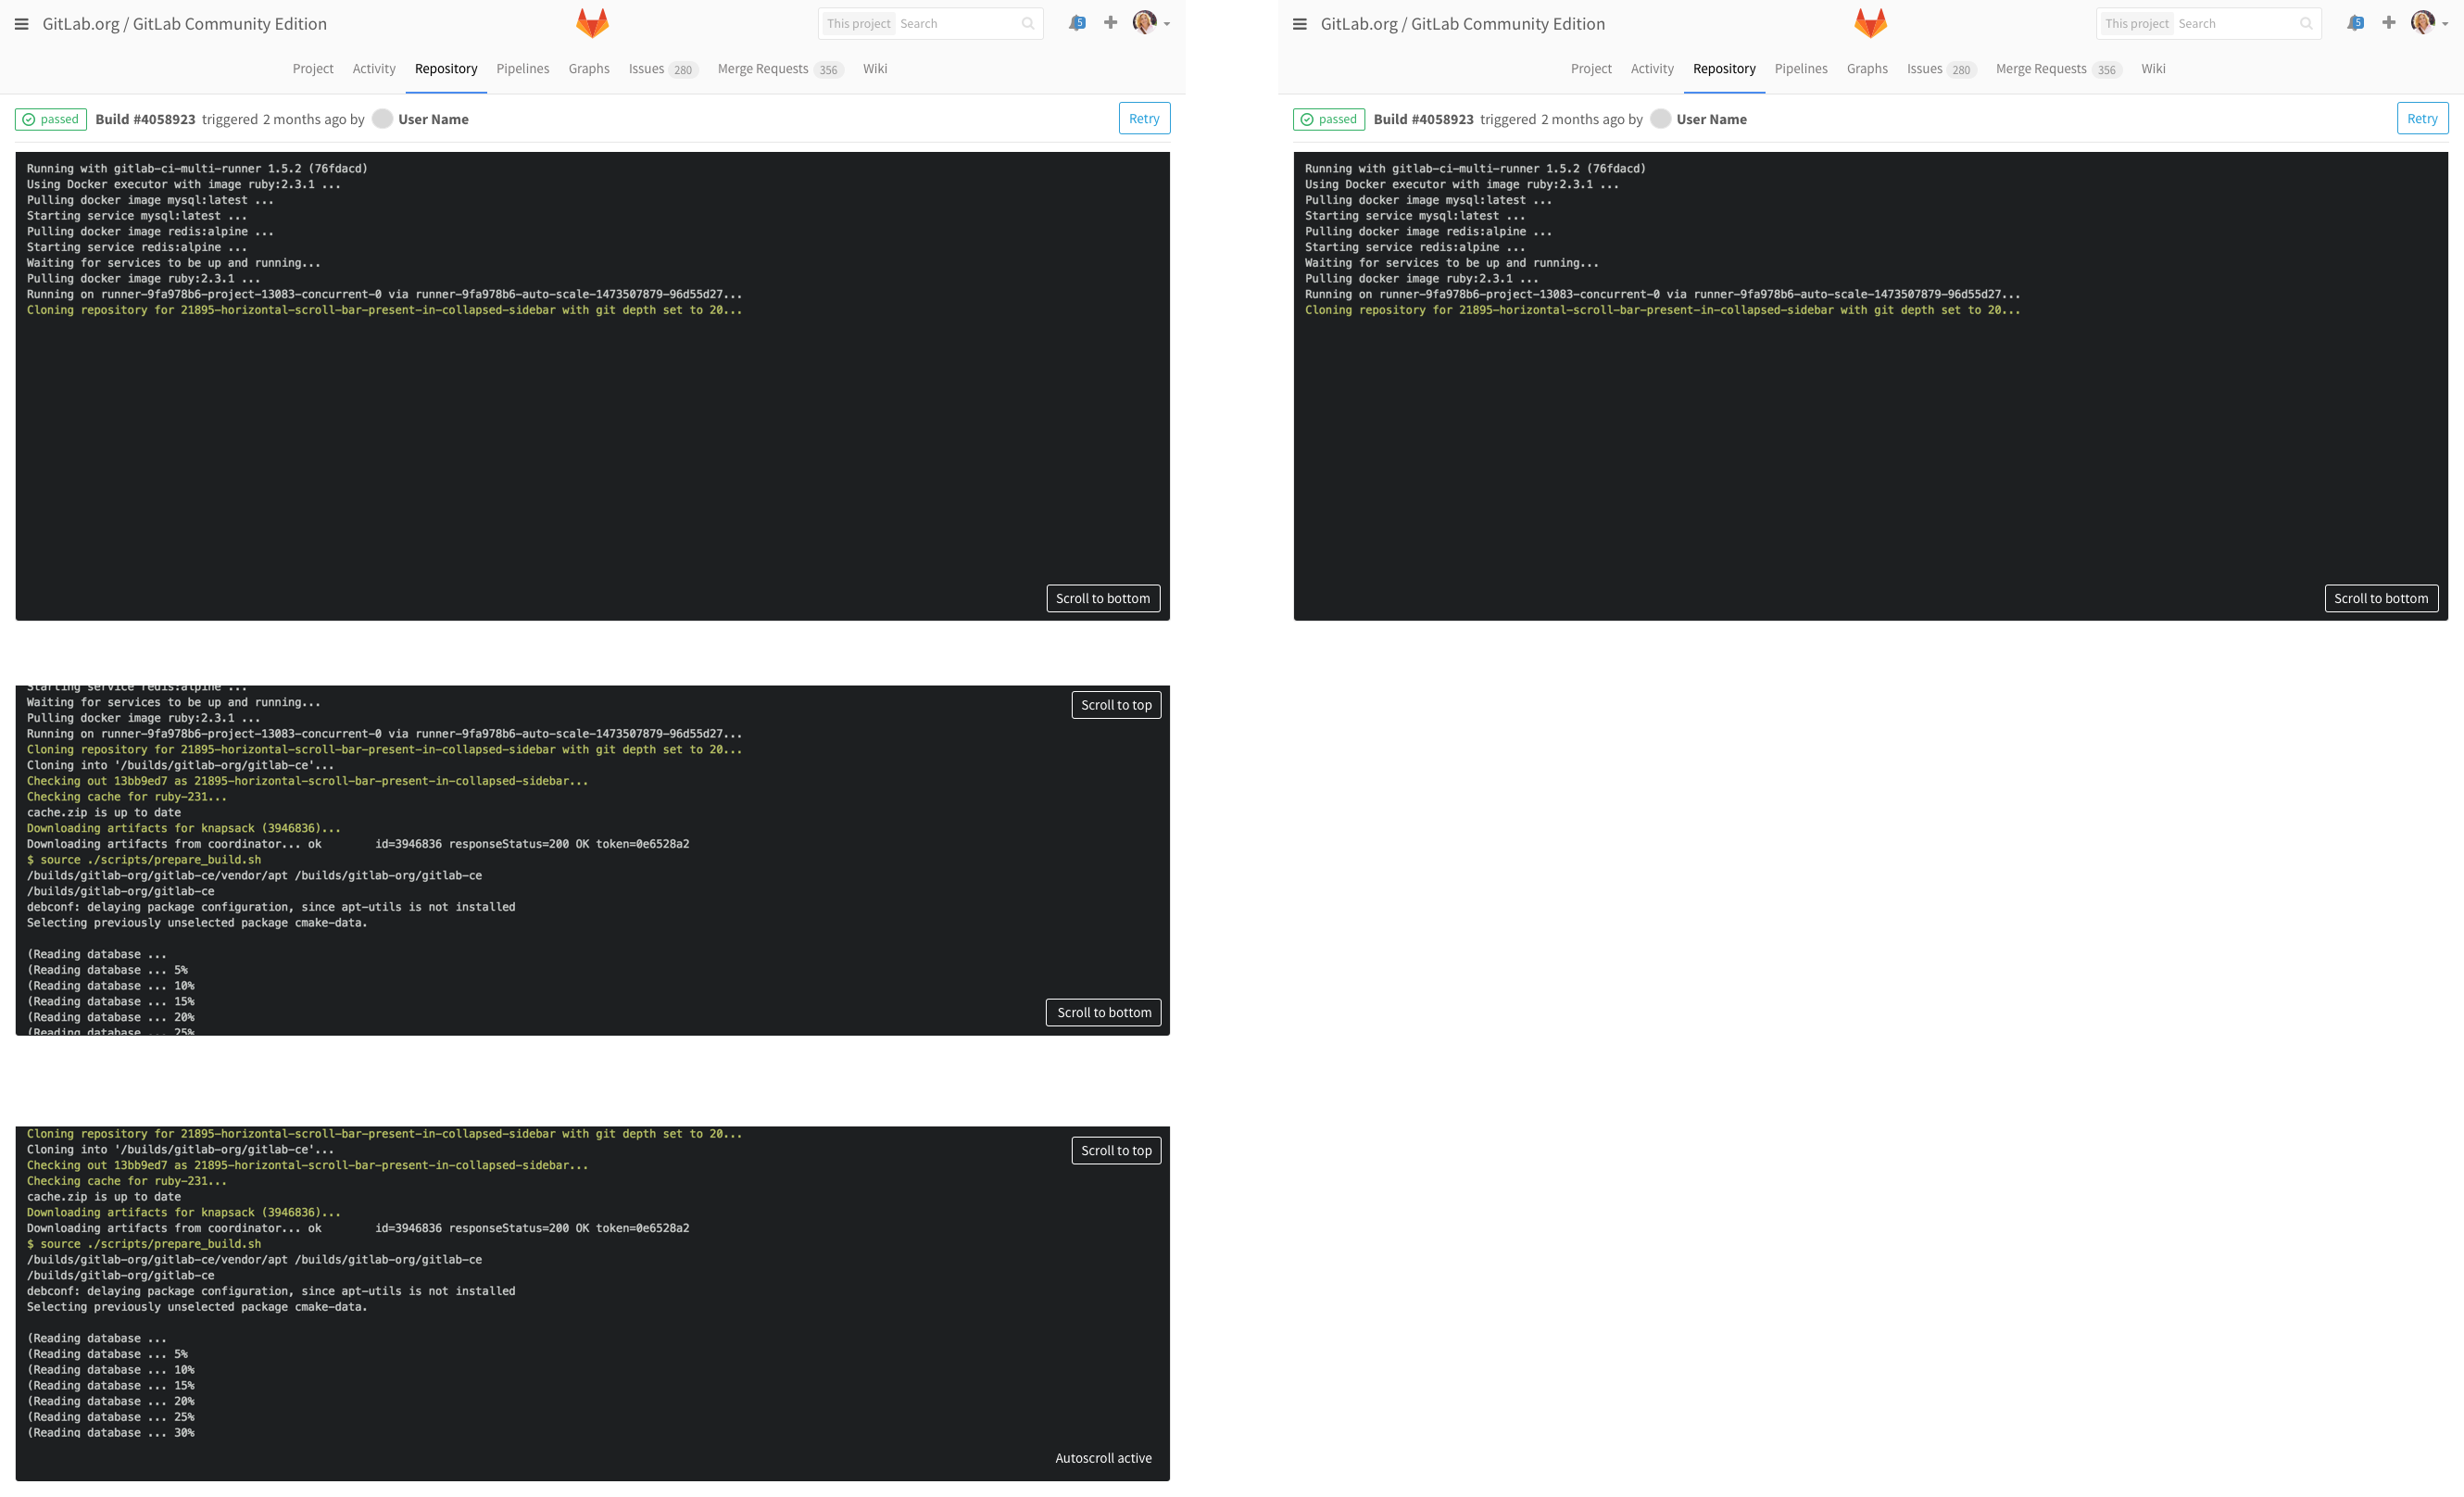 GitLab.org / GitLab Community Edition
This project Search
5
Project Activity Repository Pipelines Graphs Issues 280 Merge Requests 356 Wiki
passed Build #4058923 triggered 2 months ago by User Name
Retry
Running with gitlab-ci-multi-runner 1.5.2 (76fdacd)
Using Docker executor with image ruby:2.3.1 ...
Pulling docker image mysql:latest ...
Starting service mysql:latest ...
Pulling docker image redis:alpine ...
Starting service redis:alpine ...
Waiting for services to be up and running...
Pulling docker image ruby:2.3.1 ...
Running on runner-9fa978b6-project-13083-concurrent-0 via runner-9fa978b6-auto-scale-1473507879-96d55d27...
Cloning repository for 21895-horizontal-scroll-bar-present-in-collapsed-sidebar with git depth set to 20...
Scroll to bottom
Starting service redis:alpine ...
Scroll to top
Waiting for services to be up and running...
Pulling docker image ruby:2.3.1 ...
Running on runner-9fa978b6-project-13083-concurrent-0 via runner-9fa978b6-auto-scale-1473507879-96d55d27...
Cloning repository for 21895-horizontal-scroll-bar-present-in-collapsed-sidebar with git depth set to 20...
Cloning into '/builds/gitlab-org/gitlab-ce'...
Checking out 13bb9ed7 as 21895-horizontal-scroll-bar-present-in-collapsed-sidebar...
Checking cache for ruby-231...
cache.zip is up to date
Downloading artifacts for knapsack (3946836)...
Downloading artifacts from coordinator... ok id=3946836 responseStatus=200 OK token=0e6528a2
$ source ./scripts/prepare_build.sh
/builds/gitlab-org/gitlab-ce/vendor/apt /builds/gitlab-org/gitlab-ce
/builds/gitlab-org/gitlab-ce
debconf: delaying package configuration, since apt-utils is not installed
Selecting previously unselected package cmake-data.
(Reading database ...
(Reading database ... 5%
(Reading database ... 10%
(Reading database ... 15%
(Reading database ... 20%
(Reading database ... 25%
Scroll to bottom
Cloning repository for 21895-horizontal-scroll-bar-present-in-collapsed-sidebar with git depth set to 20...
Scroll to top
Cloning into '/builds/gitlab-org/gitlab-ce'...
Checking out 13bb9ed7 as 21895-horizontal-scroll-bar-present-in-collapsed-sidebar...
Checking cache for ruby-231...
cache.zip is up to date
Downloading artifacts for knapsack (3946836)...
Downloading artifacts from coordinator... ok id=3946836 responseStatus=200 OK token=0e6528a2
$ source ./scripts/prepare_build.sh
/builds/gitlab-org/gitlab-ce/vendor/apt /builds/gitlab-org/gitlab-ce
/builds/gitlab-org/gitlab-ce
debconf: delaying package configuration, since apt-utils is not installed
Selecting previously unselected package cmake-data.
(Reading database ...
(Reading database ... 5%
(Reading database ... 10%
(Reading database ... 15%
(Reading database ... 20%
(Reading database ... 25%
(Reading database ... 30%
Autoscroll active
GitLab.org / GitLab Community Edition
This project Search
5
Project Activity Repository Pipelines Graphs Issues 280 Merge Requests 356 Wiki
passed Build #4058923 triggered 2 months ago by User Name
Retry
Running with gitlab-ci-multi-runner 1.5.2 (76fdacd)
Using Docker executor with image ruby:2.3.1 ...
Pulling docker image mysql:latest ...
Starting service mysql:latest ...
Pulling docker image redis:alpine ...
Starting service redis:alpine ...
Waiting for services to be up and running...
Pulling docker image ruby:2.3.1 ...
Running on runner-9fa978b6-project-13083-concurrent-0 via runner-9fa978b6-auto-scale-1473507879-96d55d27...
Cloning repository for 21895-horizontal-scroll-bar-present-in-collapsed-sidebar with git depth set to 20...
Scroll to bottom